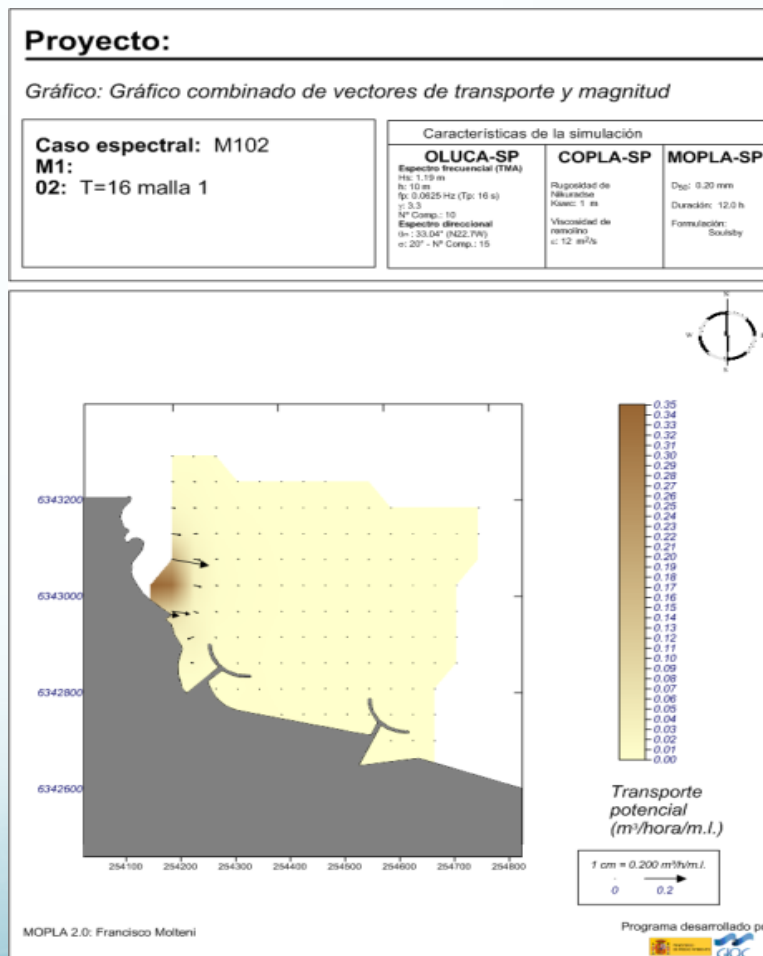 Proyecto:
Gráfico: Gráfico combinado de vectores de transporte y magnitud
Caso espectral: M102
M1:
02: T=16 malla 1
Características de la simulación
OLUCA-SP
Espectro frecuencial (TMA)
Hs: 1.19 m
h: 10 m
fp: 0.0625 Hz (Tp: 16 s)
γ: 3.3
Nº Comp.: 10
Espectro direccional
θm: 33.04° (N22.7W)
σ: 20° - Nº Comp.: 15
COPLA-SP
Rugosidad de
Nikuradse
Kswc: 1 m
Viscosidad de
remolino
ε: 12 m²/s
MOPLA-SP
D50: 0.20 mm
Duración: 12.0 h
Formulación:
Soulsby
N
W
S
6343200
6343000
6342800
6342600
254100 254200 254300 254400 254500 254600 254700 254800
0.35
0.34
0.33
0.32
0.31
0.30
0.29
0.28
0.27
0.26
0.25
0.24
0.23
0.22
0.21
0.20
0.19
0.18
0.17
0.16
0.15
0.14
0.13
0.12
0.11
0.10
0.09
0.08
0.07
0.06
0.05
0.04
0.03
0.02
0.01
0.00
Transporte
potencial
(m³/hora/m.l.)
1 cm = 0.200 m³/h/m.l.
0 0.2
MOPLA 2.0: Francisco Molteni
Programa desarrollado po